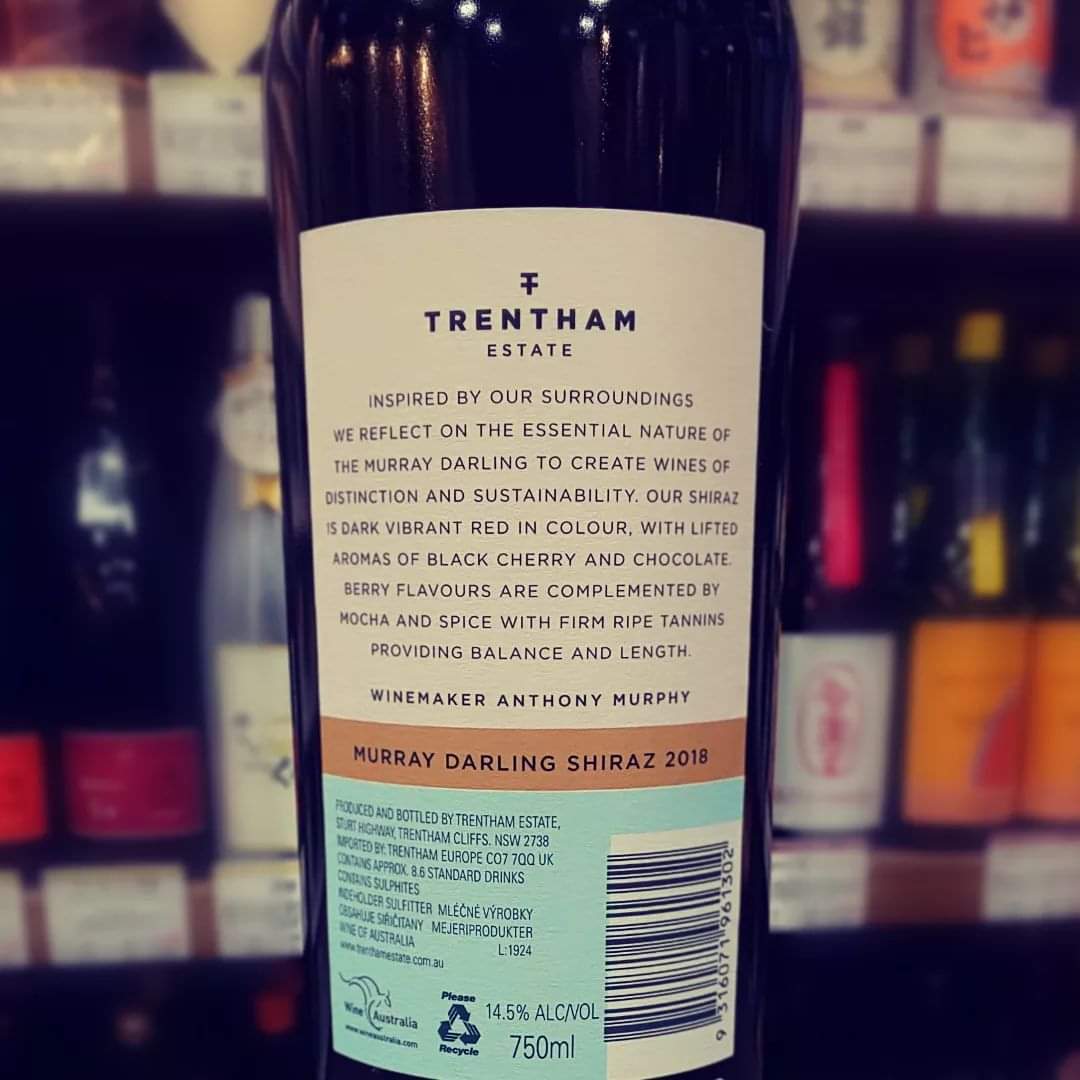 TRENTHAM
ESTATE
INSPIRED BY OUR SURROUNDINGS
WE REFLECT ON THE ESSENTIAL NATURE OF
THE MURRAY DARLING TO CREATE WINES OF
DISTINCTION AND SUSTAINABILITY. OUR SHIRAZ
IS DARK VIBRANT RED IN COLOUR, WITH LIFTED
AROMAS OF BLACK CHERRY AND CHOCOLATE.
BERRY FLAVOURS ARE COMPLEMENTED BY
MOCHA AND SPICE WITH FIRM RIPE TANNINS
PROVIDING BALANCE AND LENGTH.
WINEMAKER ANTHONY MURPHY
MURRAY DARLING SHIRAZ 2018
PRODUCED AND BOTTLED BY TRENTHAM ESTATE,
STURT HIGHWAY, TRENTHAM CLIFFS. NSW 2738
IMPORTED BY: TRENTHAM EUROPE CO7 7QQ UK
CONTAINS APPROX. 8.6 STANDARD DRINKS
CONTAINS SULPHITES
INDEHOLDER SULFITTER MLÉČNÉ VÝROBKY
OBSAHUJE SIŘIČITANY MEJERIPRODUKTER
WINE OF AUSTRALIA L:1924
www.trenthamestate.com.au
Wine Australia
www.wineaustralia.com
Please
Recycle
14.5% ALC/VOL
750ml
9 316071 961302